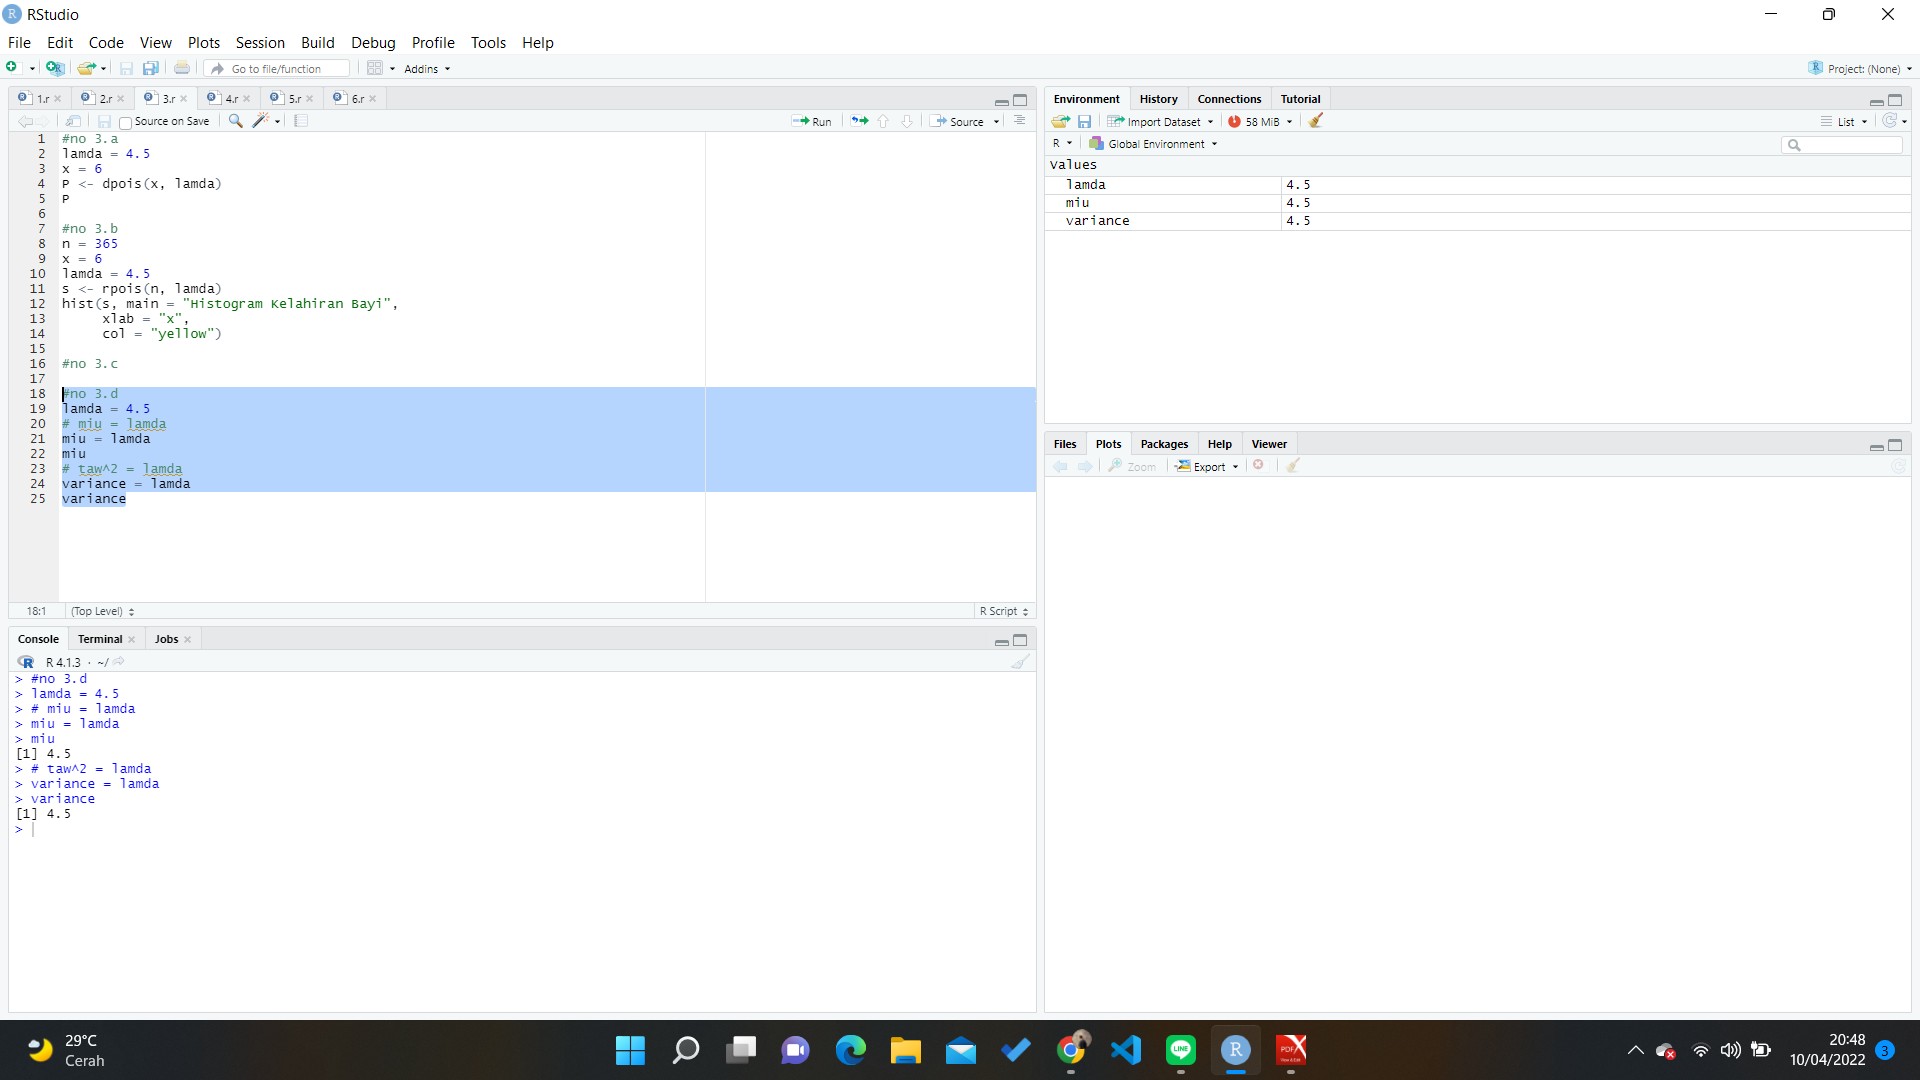 RStudio
File Edit Code View Plots Session Build Debug Profile Tools Help
Go to file/function Addins Project: (None)
1.r 2.r 3.r 4.r 5.r 6.r
Source on Save Run Source
1 #no 3.a
2 lamda = 4.5
3 x = 6
4 P <- dpois(x, lamda)
5 P
6
7 #no 3.b
8 n = 365
9 x = 6
10 lamda = 4.5
11 s <- rpois(n, lamda)
12 hist(s, main = "Histogram Kelahiran Bayi",
13 xlab = "x",
14 col = "yellow")
15
16 #no 3.c
17
18 #no 3.d
19 lamda = 4.5
20 # miu = lamda
21 miu = lamda
22 miu
23 # taw^2 = lamda
24 variance = lamda
25 variance
18:1 (Top Level) R Script
Console Terminal Jobs
R 4.1.3 · ~/
> #no 3.d
> lamda = 4.5
> # miu = lamda
> miu = lamda
> miu
[1] 4.5
> # taw^2 = lamda
> variance = lamda
> variance
[1] 4.5
>
Environment History Connections Tutorial
Import Dataset 58 MiB List
R Global Environment
Values
lamda 4.5
miu 4.5
variance 4.5
Files Plots Packages Help Viewer
Zoom Export
29°C
Cerah
LINE
R
PDF
20:48
10/04/2022 3